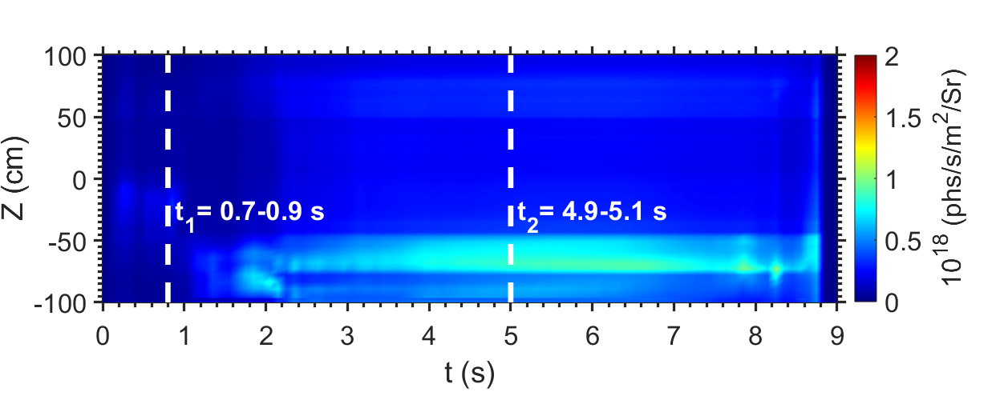 100
50
0
-50
-100
Z (cm)
t1= 0.7-0.9 s
t2= 4.9-5.1 s
0 1 2 3 4 5 6 7 8 9
t (s)
2
1.5
1
0.5
0
10^18 (phs/s/m^2/Sr)